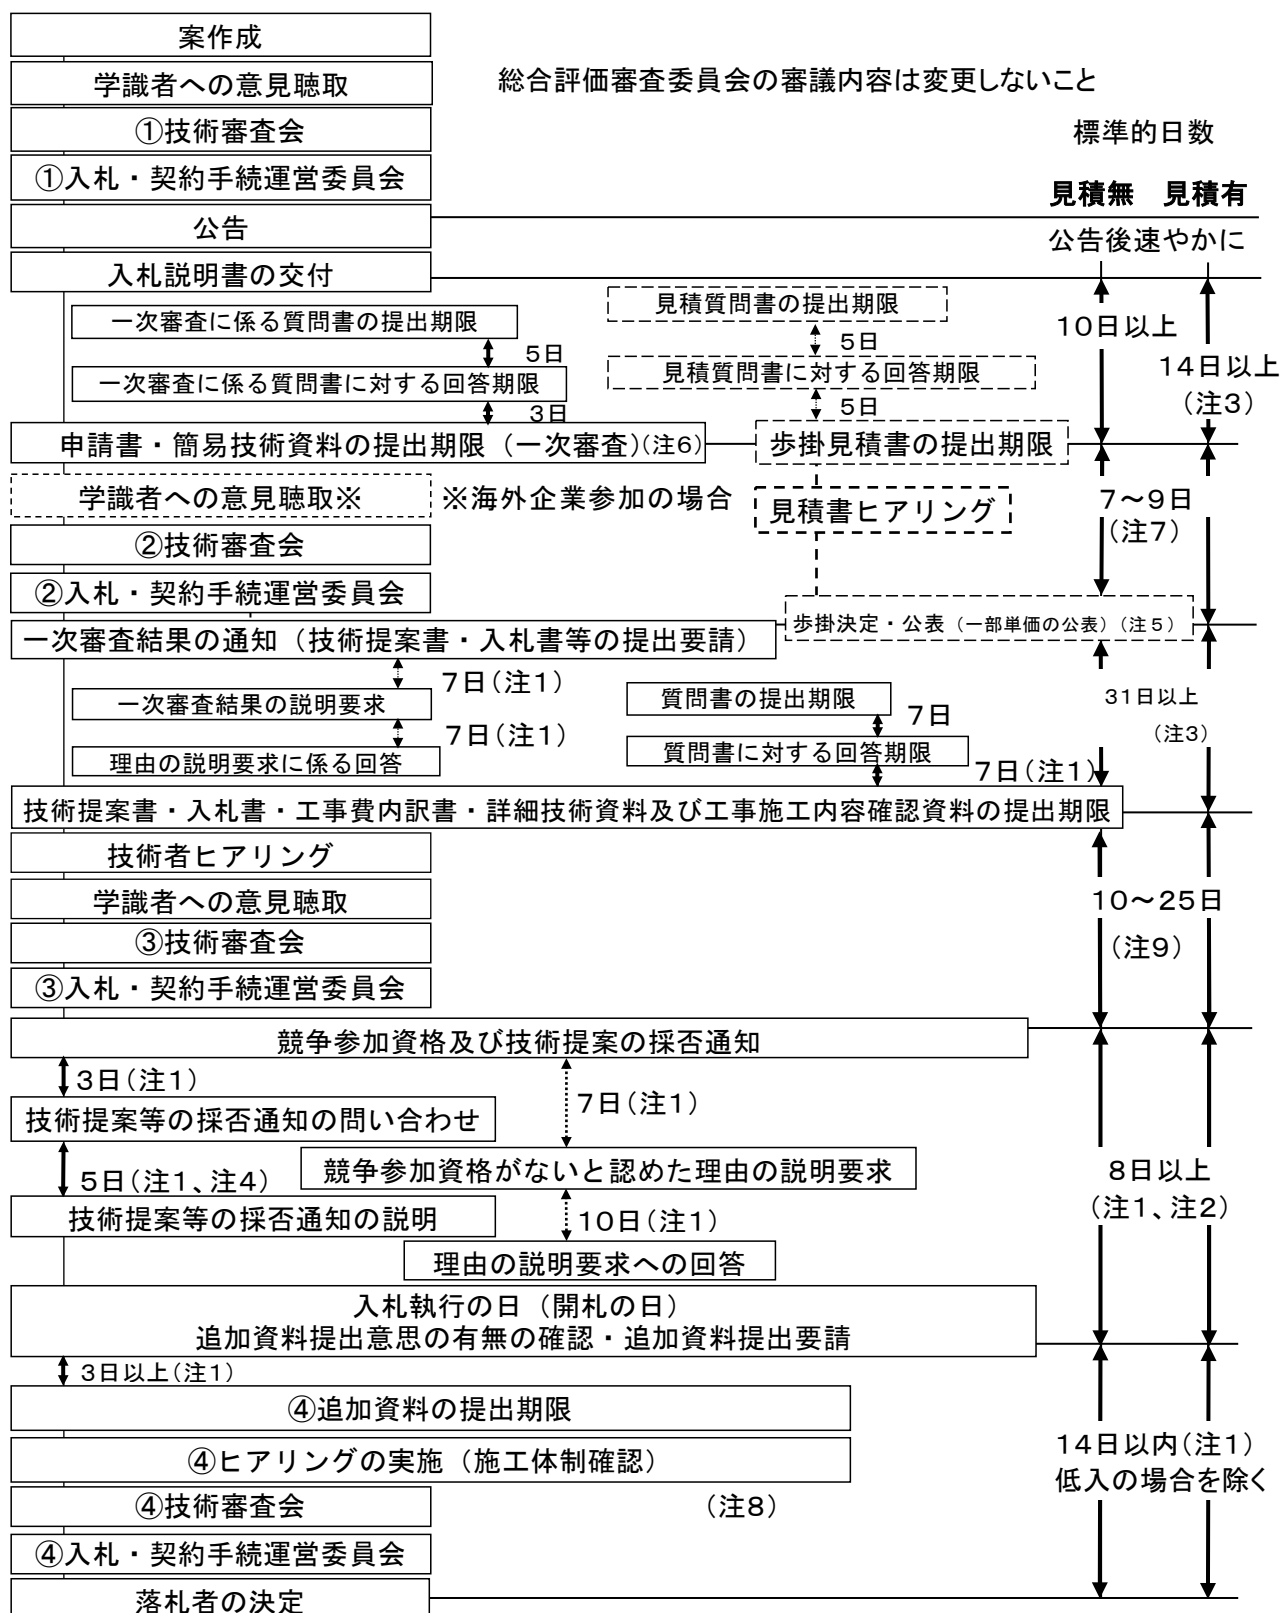 案作成
学識者への意見聴取
総合評価審査委員会の審議内容は変更しないこと
①技術審査会
標準的日数
①入札・契約手続運営委員会
見積無 見積有
公告
公告後速やかに
入札説明書の交付
見積質問書の提出期限
一次審査に係る質問書の提出期限
10日以上
5日
5日
14日以上
(注3)
見積質問書に対する回答期限
一次審査に係る質問書に対する回答期限
5日
3日
申請書・簡易技術資料の提出期限（一次審査）(注6)
歩掛見積書の提出期限
学識者への意見聴取※
※海外企業参加の場合
見積書ヒアリング
7～9日
(注7)
②技術審査会
②入札・契約手続運営委員会
歩掛決定・公表（一部単価の公表）（注５）
一次審査結果の通知（技術提案書・入札書等の提出要請）
7日(注1)
一次審査結果の説明要求
質問書の提出期限
31日以上
(注3)
7日
7日(注1)
理由の説明要求に係る回答
質問書に対する回答期限
7日(注1)
技術提案書・入札書・工事費内訳書・詳細技術資料及び工事施工内容確認資料の提出期限
技術者ヒアリング
学識者への意見聴取
10～25日
(注9)
③技術審査会
③入札・契約手続運営委員会
競争参加資格及び技術提案の採否通知
3日(注1)
7日(注1)
技術提案等の採否通知の問い合わせ
競争参加資格がないと認めた理由の説明要求
8日以上
(注1、注2)
5日(注1、注4)
技術提案等の採否通知の説明
10日(注1)
理由の説明要求への回答
入札執行の日（開札の日）
追加資料提出意思の有無の確認・追加資料提出要請
3日以上(注1)
④追加資料の提出期限
④ヒアリングの実施（施工体制確認）
14日以内(注1)
低入の場合を除く
④技術審査会
(注8)
④入札・契約手続運営委員会
落札者の決定